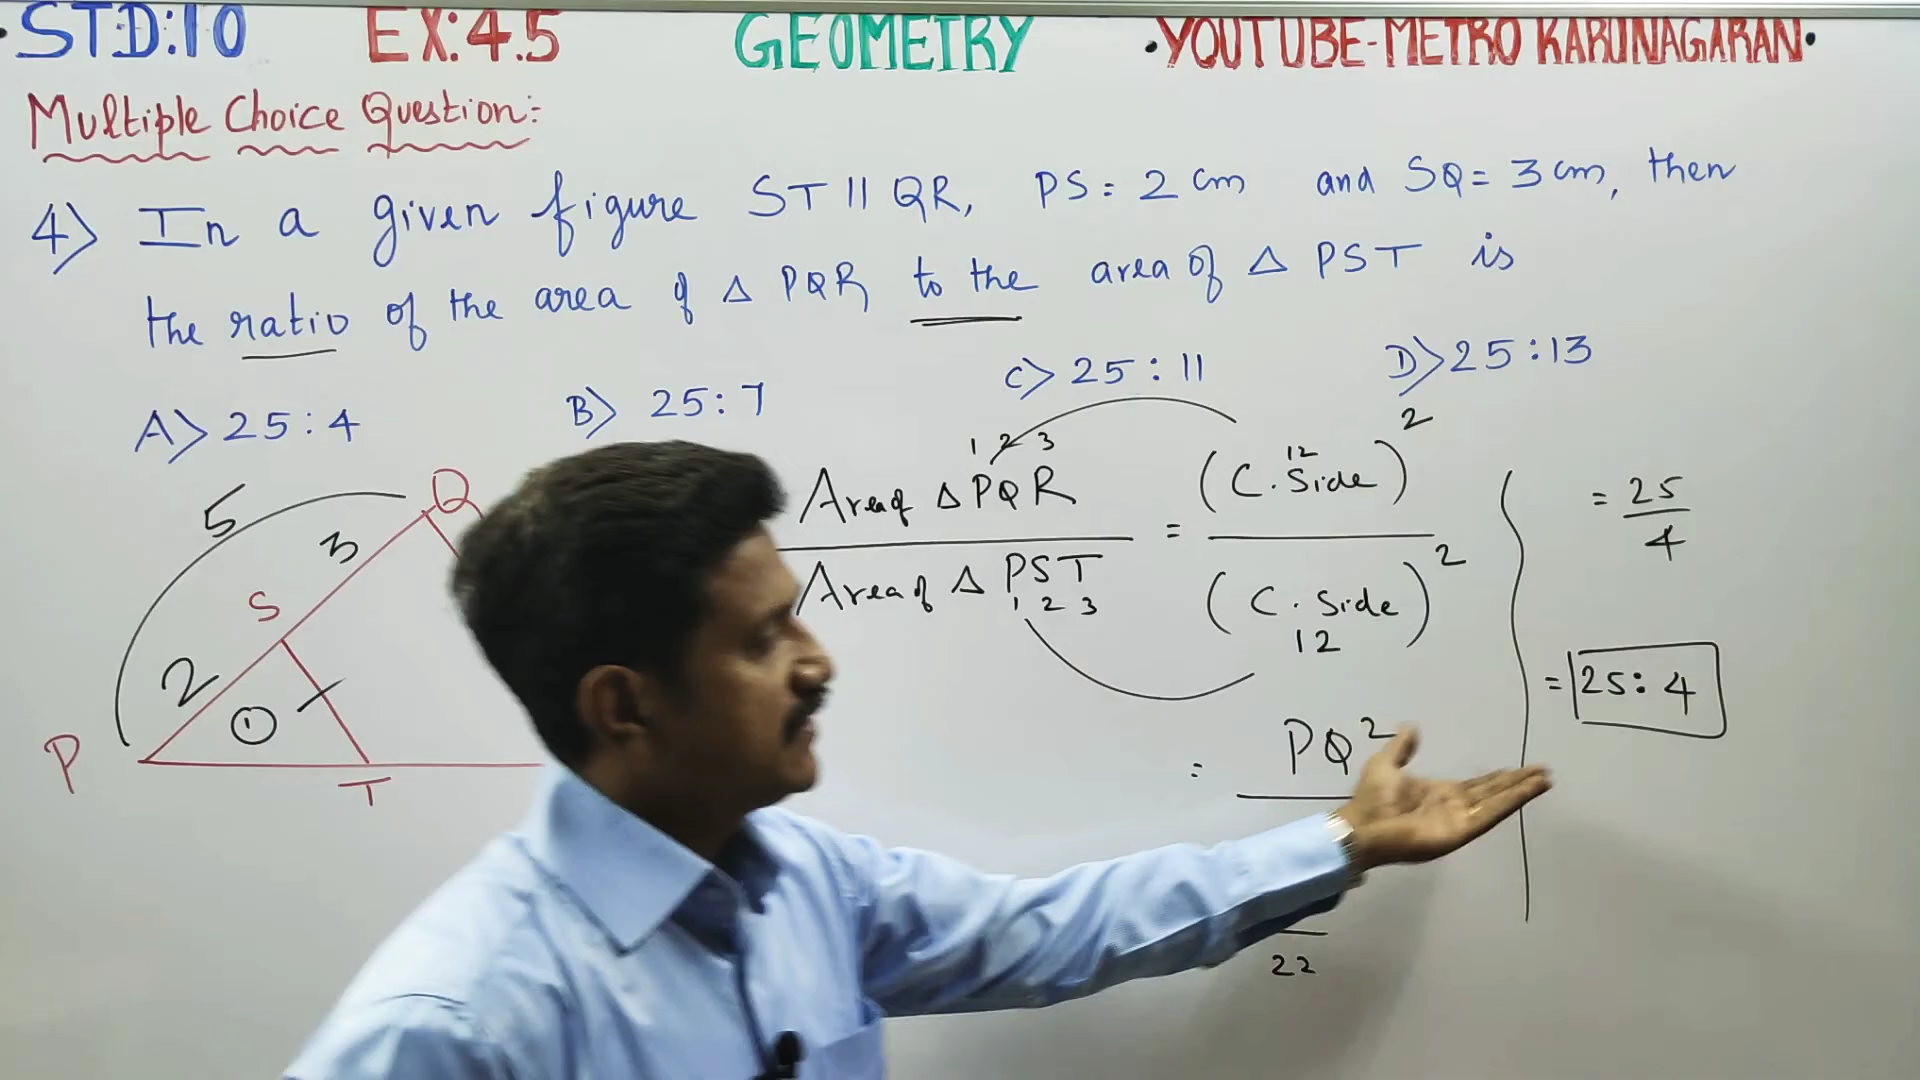 STD:10 EX:4.5 GEOMETRY •YOUTUBE-METRO KARUNAGARAN•
Multiple Choice Question:-
4) In a given figure ST || QR, PS = 2 cm and SQ = 3 cm, then
the ratio of the area of Δ PQR to the area of Δ PST is
A) 25:4 B) 25:7 C) 25:11 D) 25:13
Q
5
3
S
2
①
P
T
1 2 3
Area of Δ PQR
Area of Δ PST
1 2 3
=
12
(C. Side)²
(C. Side)²
12
= PQ²
22
= 25
4
= 25:4